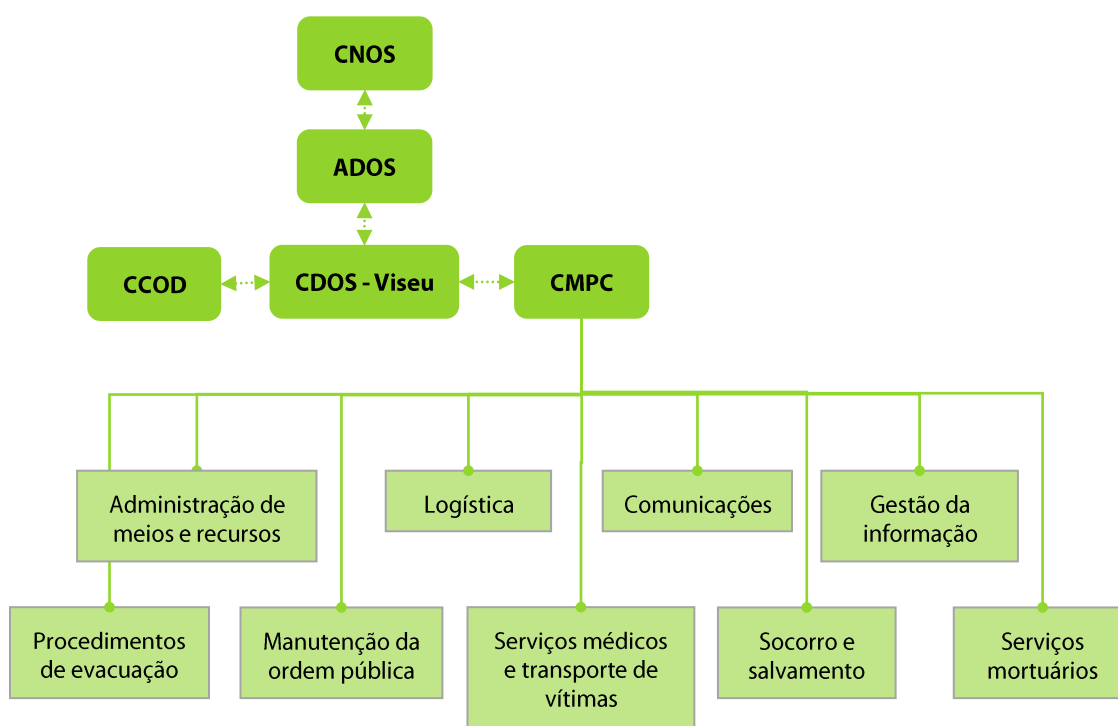 CNOS
ADOS
CCOD
CDOS - Viseu
CMPC
Administração de
meios e recursos
Logística
Comunicações
Gestão da
informação
Procedimentos
de evacuação
Manutenção da
ordem pública
Serviços médicos
e transporte de
vítimas
Socorro e
salvamento
Serviços
mortuários